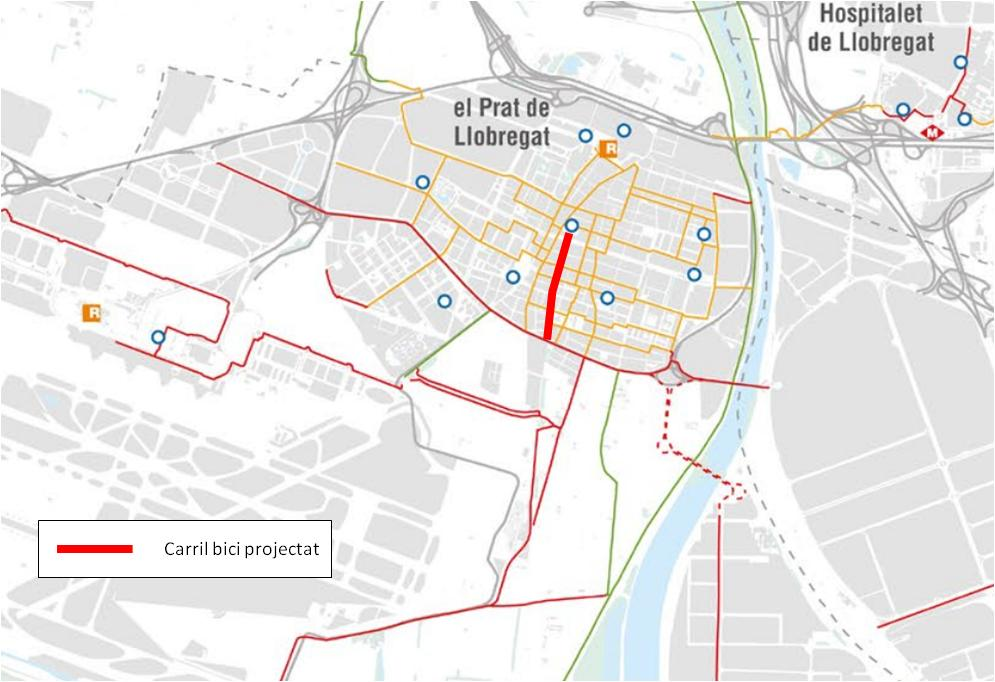 Hospitalet
de Llobregat
el Prat de
Llobregat
M
R
R
Carril bici projectat